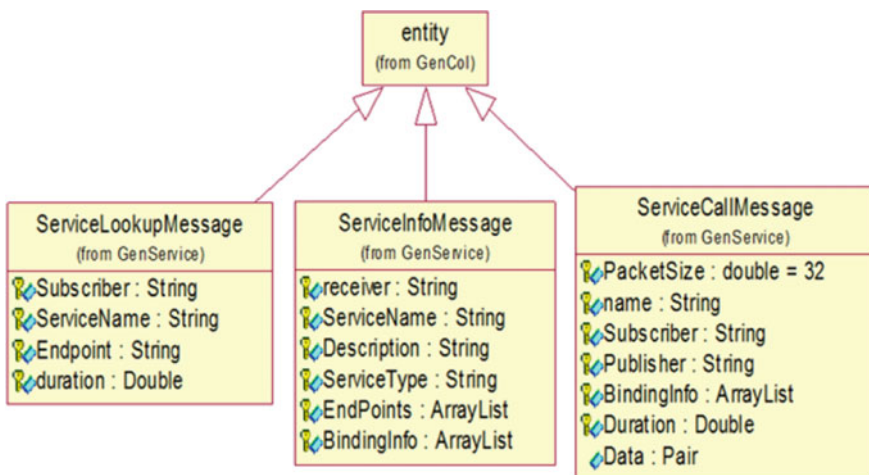 entity
(from GenCol)
ServiceLookupMessage
(from GenService)
Subscriber : String
ServiceName : String
Endpoint : String
duration : Double
ServiceInfoMessage
(from GenService)
receiver : String
ServiceName : String
Description : String
ServiceType : String
EndPoints : ArrayList
BindingInfo : ArrayList
ServiceCallMessage
(from GenService)
PacketSize : double = 32
name : String
Subscriber : String
Publisher : String
BindingInfo : ArrayList
Duration : Double
Data : Pair